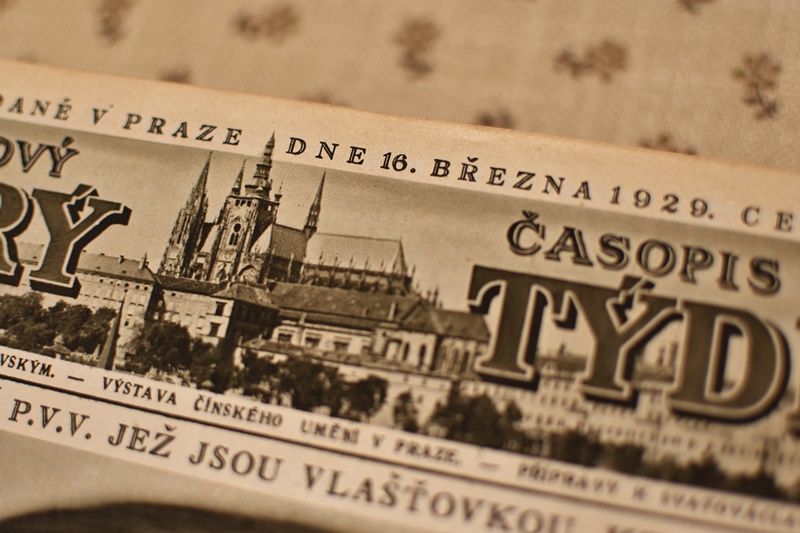 DANÉ V PRAZE DNE 16. BŘEZNA 1929. CE
OVÝ
RÝ
ČASOPIS
TÝD
VSKÝM. — VÝSTAVA ČÍNSKÉHO UMĚNÍ V PRAZE. — PŘÍPRAVY K SVATOVÁCLA
P.V.V. JEŽ JSOU VLAŠŤOVKOU